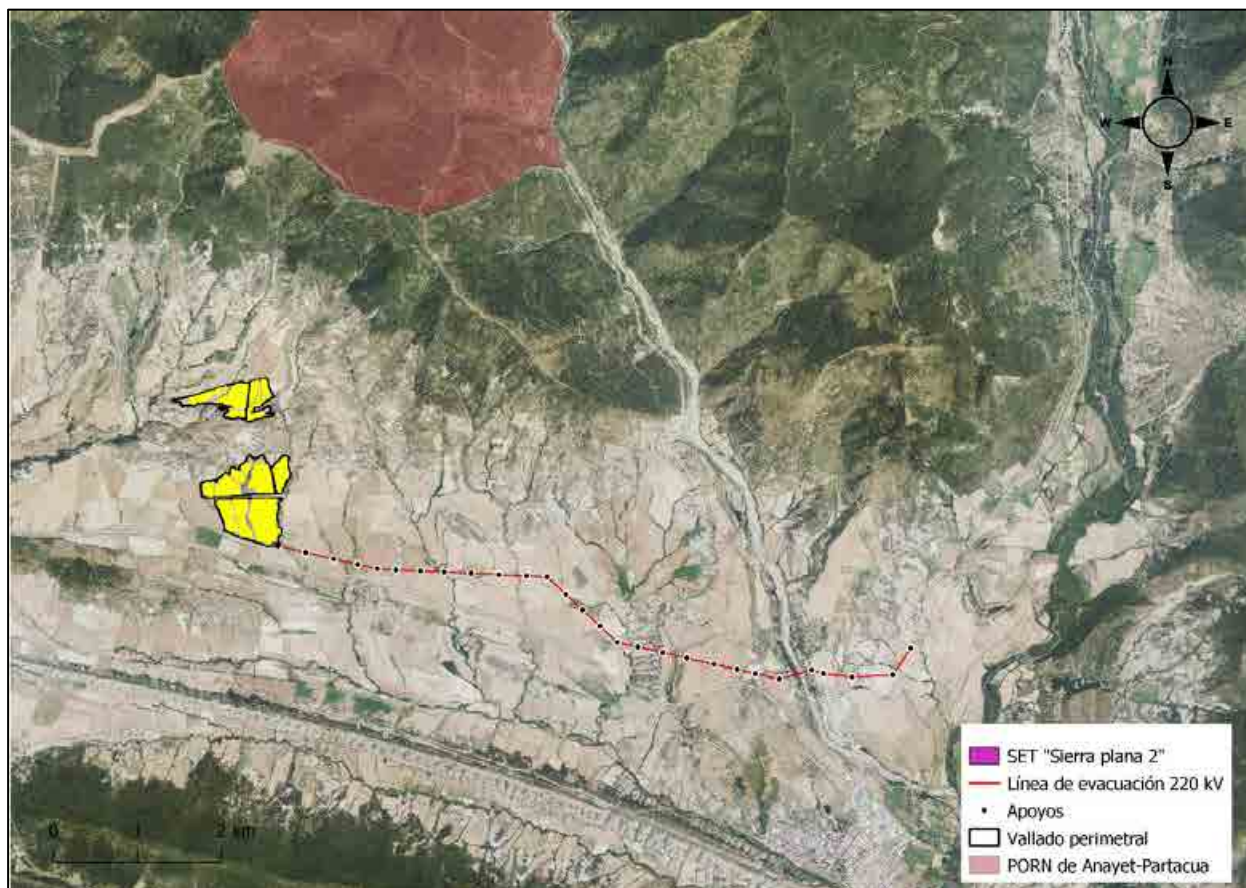 N
W E
S
SET "Sierra plana 2"
Línea de evacuación 220 kV
Apoyos
Vallado perimetral
PORN de Anayet-Partacua
0 1 2 km